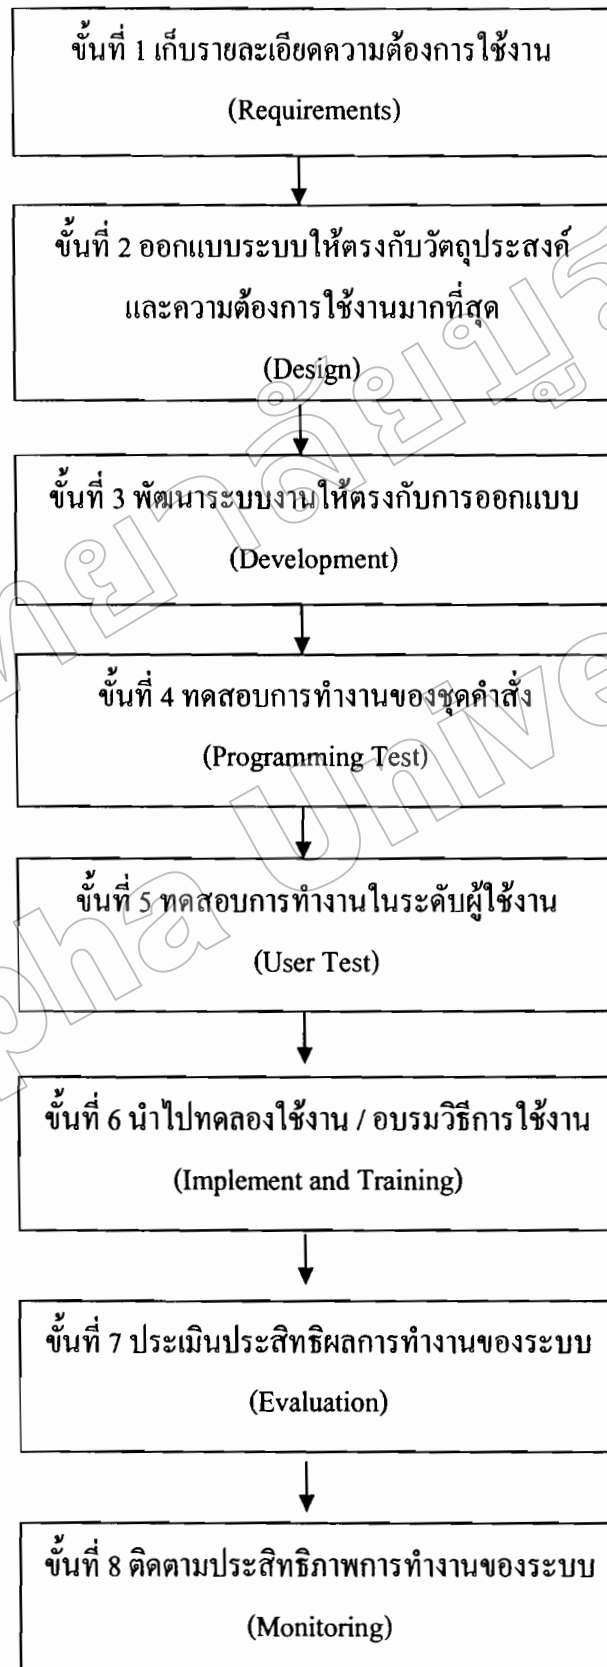 ขั้นที่ 1 เก็บรายละเอียดความต้องการใช้งาน
(Requirements)
ขั้นที่ 2 ออกแบบระบบให้ตรงกับวัตถุประสงค์
และความต้องการใช้งานมากที่สุด
(Design)
ขั้นที่ 3 พัฒนาระบบงานให้ตรงกับการออกแบบ
(Development)
ขั้นที่ 4 ทดสอบการทำงานของชุดคำสั่ง
(Programming Test)
ขั้นที่ 5 ทดสอบการทำงานในระดับผู้ใช้งาน
(User Test)
ขั้นที่ 6 นำไปทดลองใช้งาน / อบรมวิธีการใช้งาน
(Implement and Training)
ขั้นที่ 7 ประเมินประสิทธิผลการทำงานของระบบ
(Evaluation)
ขั้นที่ 8 ติดตามประสิทธิภาพการทำงานของระบบ
(Monitoring)